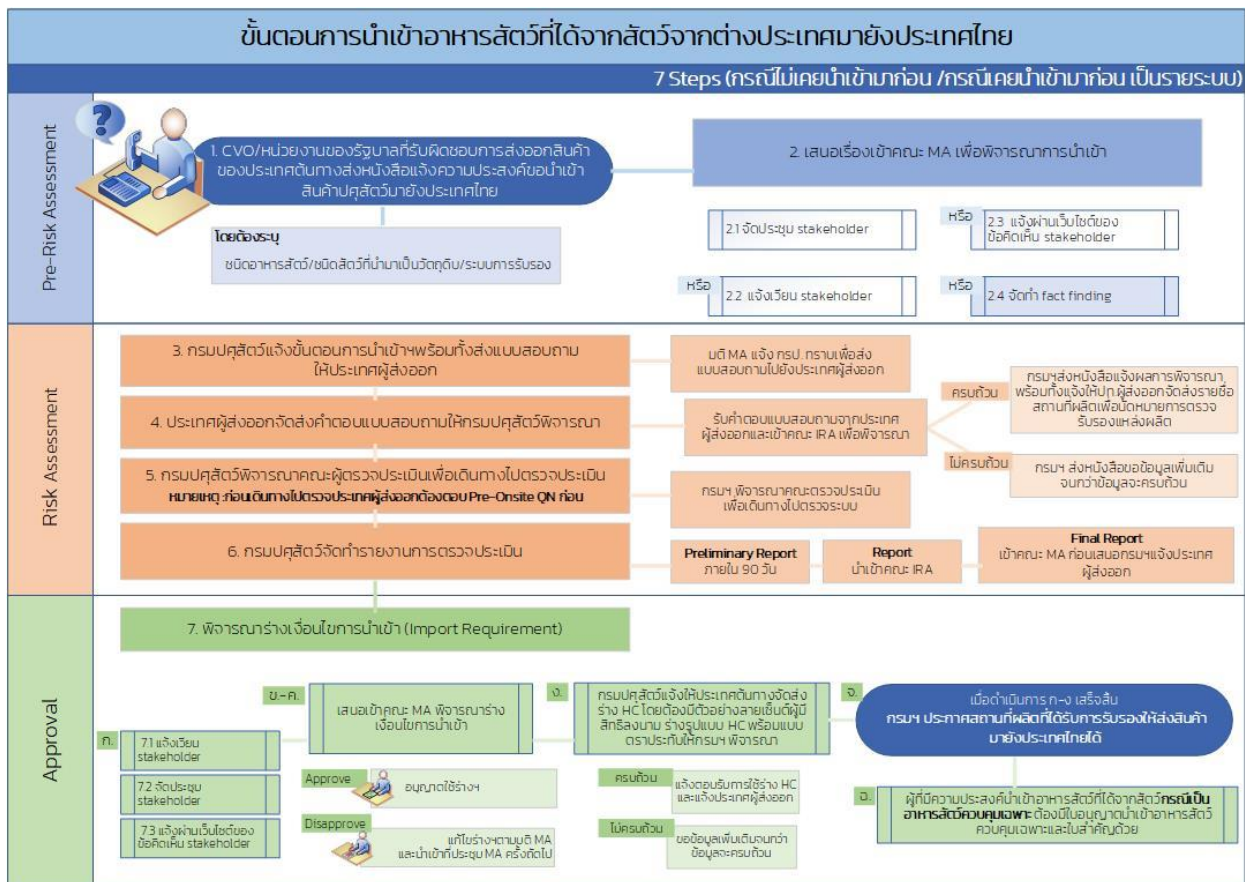 ขั้นตอนการนำเข้าอาหารสัตว์ที่ได้จากสัตว์จากต่างประเทศมายังประเทศไทย
7 Steps (กรณีไม่เคยนำเข้ามาก่อน /กรณีเคยนำเข้ามาก่อน เป็นรายระบบ)
Pre-Risk Assessment
1. CVO/หน่วยงานของรัฐบาลที่รับผิดชอบการส่งออกสินค้า
ของประเทศต้นทางส่งหนังสือแจ้งความประสงค์ขอนำเข้า
สินค้าปศุสัตว์มายังประเทศไทย
โดยต้องระบุ
ชนิดอาหารสัตว์/ชนิดสัตว์ที่นำมาเป็นวัตถุดิบ/ระบบการรับรอง
2. เสนอเรื่องเข้าคณะ MA เพื่อพิจารณาการนำเข้า
2.1 จัดประชุม stakeholder
หรือ
2.3 แจ้งผ่านเว็บไซต์ของ
ข้อคิดเห็น stakeholder
หรือ
2.2 แจ้งเวียน stakeholder
หรือ
2.4 จัดทำ fact finding
Risk Assessment
3. กรมปศุสัตว์แจ้งขั้นตอนการนำเข้าฯพร้อมทั้งส่งแบบสอบถาม
ให้ประเทศผู้ส่งออก
มติ MA แจ้ง กรป. ทราบเพื่อส่ง
แบบสอบถามไปยังประเทศผู้ส่งออก
4. ประเทศผู้ส่งออกจัดส่งคำตอบแบบสอบถามให้กรมปศุสัตว์พิจารณา
รับคำตอบแบบสอบถามจากประเทศ
ผู้ส่งออกและเข้าคณะ IRA เพื่อพิจารณา
ครบถ้วน
กรมฯส่งหนังสือแจ้งผลการพิจารณา
พร้อมทั้งแจ้งให้ปท.ผู้ส่งออกจัดส่งรายชื่อ
สถานที่ผลิตเพื่อนัดหมายการตรวจ
รับรองแหล่งผลิต
ไม่ครบถ้วน
กรมฯ ส่งหนังสือขอข้อมูลเพิ่มเติม
จนกว่าข้อมูลจะครบถ้วน
5. กรมปศุสัตว์พิจารณาคณะผู้ตรวจประเมินเพื่อเดินทางไปตรวจประเมิน
หมายเหตุ :ก่อนเดินทางไปตรวจประเทศผู้ส่งออกต้องตอบ Pre-Onsite QN ก่อน
กรมฯ พิจารณาคณะตรวจประเมิน
เพื่อเดินทางไปตรวจระบบ
6. กรมปศุสัตว์จัดทำรายงานการตรวจประเมิน
Preliminary Report
ภายใน 90 วัน
Report
นำเข้าคณะ IRA
Final Report
เข้าคณะ MA ก่อนเสนอกรมฯแจ้งประเทศ
ผู้ส่งออก
Approval
7. พิจารณาร่างเงื่อนไขการนำเข้า (Import Requirement)
ก.
7.1 แจ้งเวียน
stakeholder
7.2 จัดประชุม
stakeholder
7.3 แจ้งผ่านเว็บไซต์ของ
ข้อคิดเห็น stakeholder
ข.-ค.
เสนอเข้าคณะ MA พิจารณาร่าง
เงื่อนไขการนำเข้า
Approve
อนุญาตใช้ร่างฯ
Disapprove
แก้ไขร่างฯตามมติ MA
และนำเข้าที่ประชุม MA ครั้งถัดไป
ง.
กรมปศุสัตว์แจ้งให้ประเทศต้นทางจัดส่ง
ร่าง HC โดยต้องมีตัวอย่างลายเซ็นต์ผู้มี
สิทธิลงนาม ร่างรูปแบบ HC พร้อมแบบ
ตราประทับให้กรมฯ พิจารณา
ครบถ้วน
แจ้งตอบรับการใช้ร่าง HC
และแจ้งประเทศผู้ส่งออก
ไม่ครบถ้วน
ขอข้อมูลเพิ่มเติมจนกว่า
ข้อมูลจะครบถ้วน
จ.
เมื่อดำเนินการ ก-ง เสร็จสิ้น
กรมฯ ประกาศสถานที่ผลิตที่ได้รับการรับรองให้ส่งสินค้า
มายังประเทศไทยได้
ฉ.
ผู้ที่มีความประสงค์นำเข้าอาหารสัตว์ที่ได้จากสัตว์กรณีเป็น
อาหารสัตว์ควบคุมเฉพาะ ต้องมีใบอนุญาตนำเข้าอาหารสัตว์
ควบคุมเฉพาะและใบสำคัญด้วย